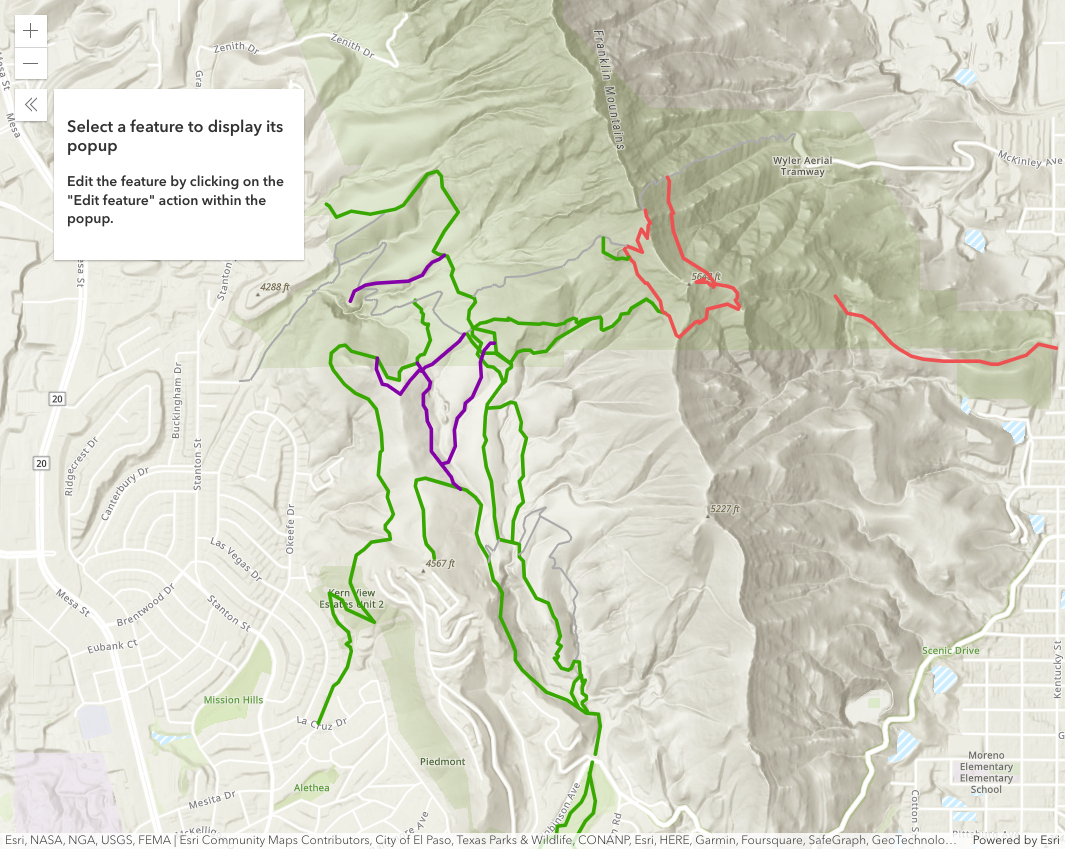 Zenith Dr
Zenith Dr
Mesa St
Mesa
Franklin Mountains
Select a feature to display its
popup
Edit the feature by clicking on the
"Edit feature" action within the
popup.
McKinley Ave
Wyler Aerial
Tramway
Stanton
4288 ft
20
20
Buckingham Dr
Stanton St
Ridgecrest Dr
Canterbury Dr
Okeefe Dr
5227 ft
Las Vegas Dr
4567 ft
Kern View
Estates Unit 2
Mesa St
Brentwood Dr
Stanton St
Eubank Ct
Scenic Drive
Kentucky St
Mission Hills
La Cruz Dr
Piedmont
Moreno
Elementary
Elementary
School
Alethea
Mesita Dr
Cotton S
Esri, NASA, NGA, USGS, FEMA | Esri Community Maps Contributors, City of El Paso, Texas Parks & Wildlife, CONANP, Esri, HERE, Garmin, Foursquare, SafeGraph, GeoTechnolo…
Powered by Esri